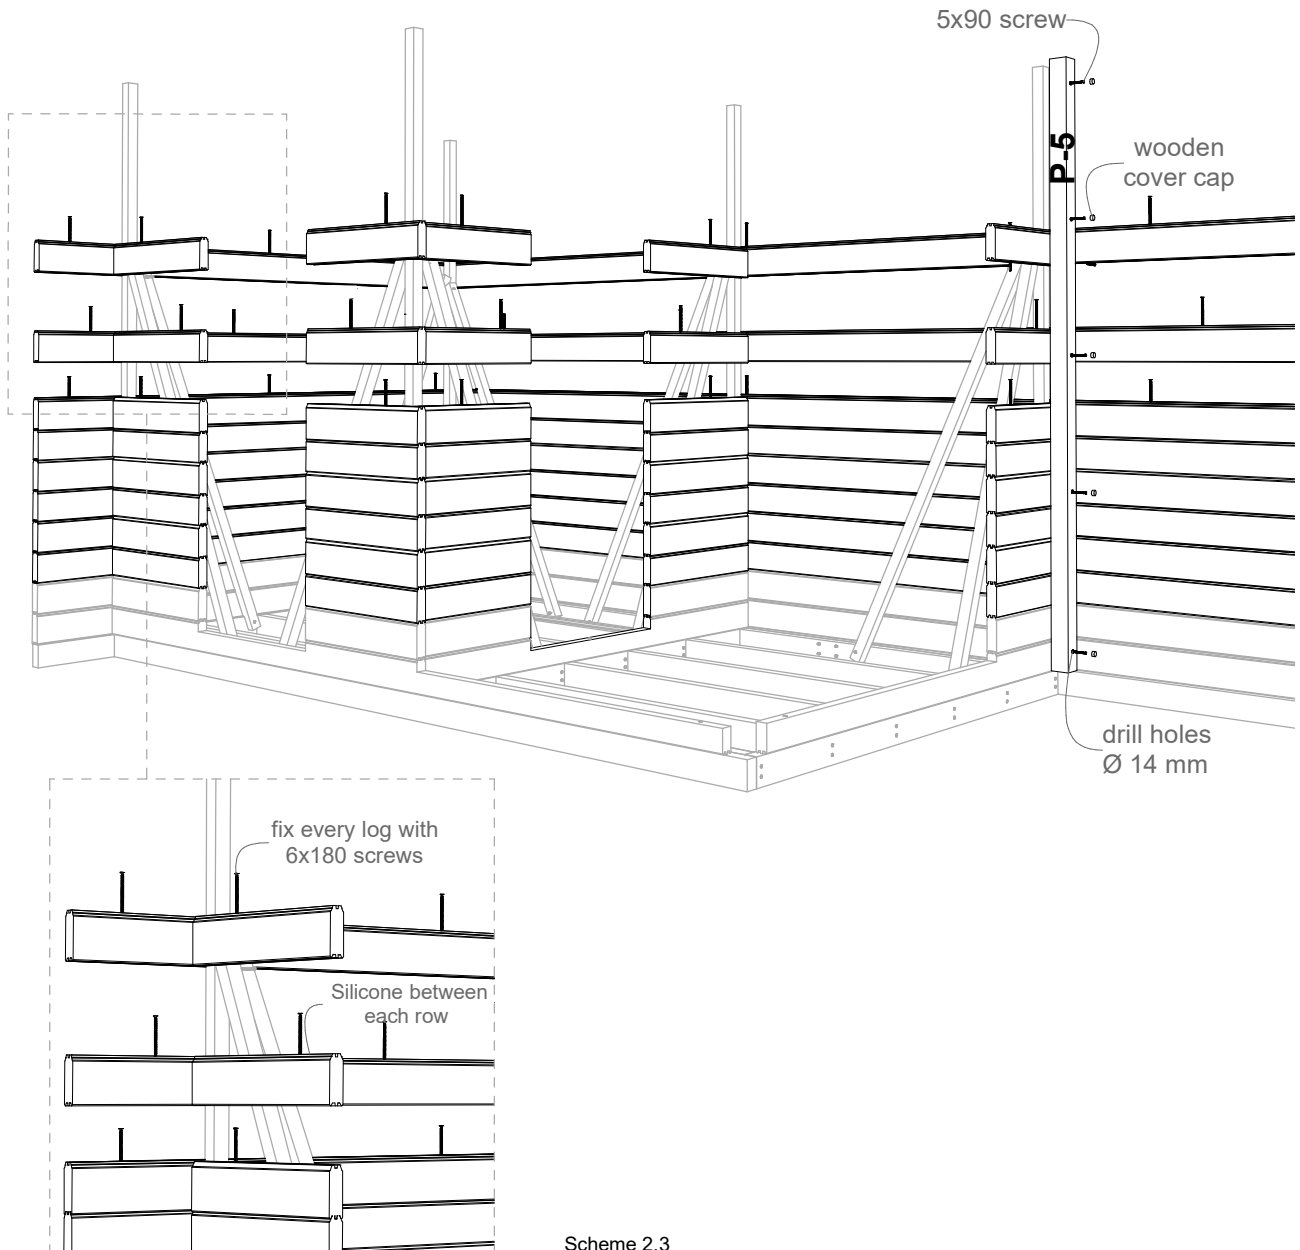 5x90 screw
P-5
wooden
cover cap
drill holes
Ø 14 mm
fix every log with
6x180 screws
Silicone between
each row
Scheme 2.3